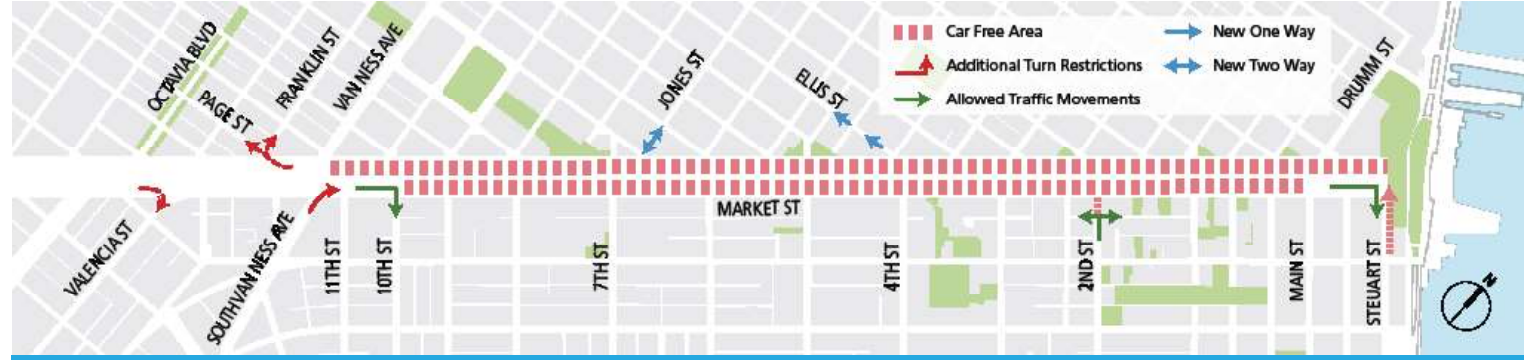 OCTAVIA BLVD
PAGE ST
FRANKLIN ST
VAN NESS AVE
JONES ST
ELLIS ST
Car Free Area
Additional Turn Restrictions
Allowed Traffic Movements
New One Way
New Two Way
DRUMM ST
MARKET ST
VALENCIA ST
SOUTH VAN NESS AVE
11TH ST
10TH ST
7TH ST
4TH ST
2ND ST
MAIN ST
STEUART ST
N